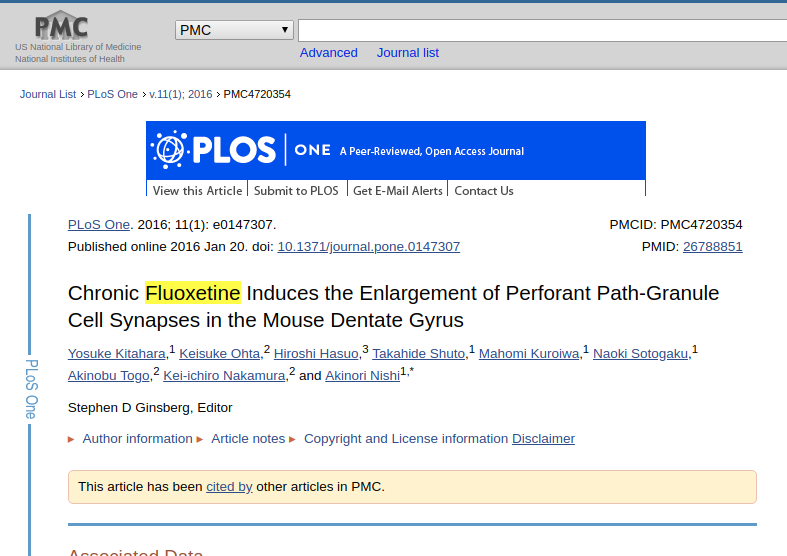 PMC
PMC
US National Library of Medicine
National Institutes of Health
Advanced Journal list
Journal List > PLoS One > v.11(1); 2016 > PMC4720354
PLOS ONE A Peer-Reviewed, Open Access Journal
View this Article Submit to PLOS Get E-Mail Alerts Contact Us
PLoS One. 2016; 11(1): e0147307. PMCID: PMC4720354
Published online 2016 Jan 20. doi: 10.1371/journal.pone.0147307 PMID: 26788851
Chronic Fluoxetine Induces the Enlargement of Perforant Path-Granule
Cell Synapses in the Mouse Dentate Gyrus
Yosuke Kitahara,1 Keisuke Ohta,2 Hiroshi Hasuo,3 Takahide Shuto,1 Mahomi Kuroiwa,1 Naoki Sotogaku,1
Akinobu Togo,2 Kei-ichiro Nakamura,2 and Akinori Nishi1,*
Stephen D Ginsberg, Editor
Author information Article notes Copyright and License information Disclaimer
This article has been cited by other articles in PMC.
Associated Data
PLoS One